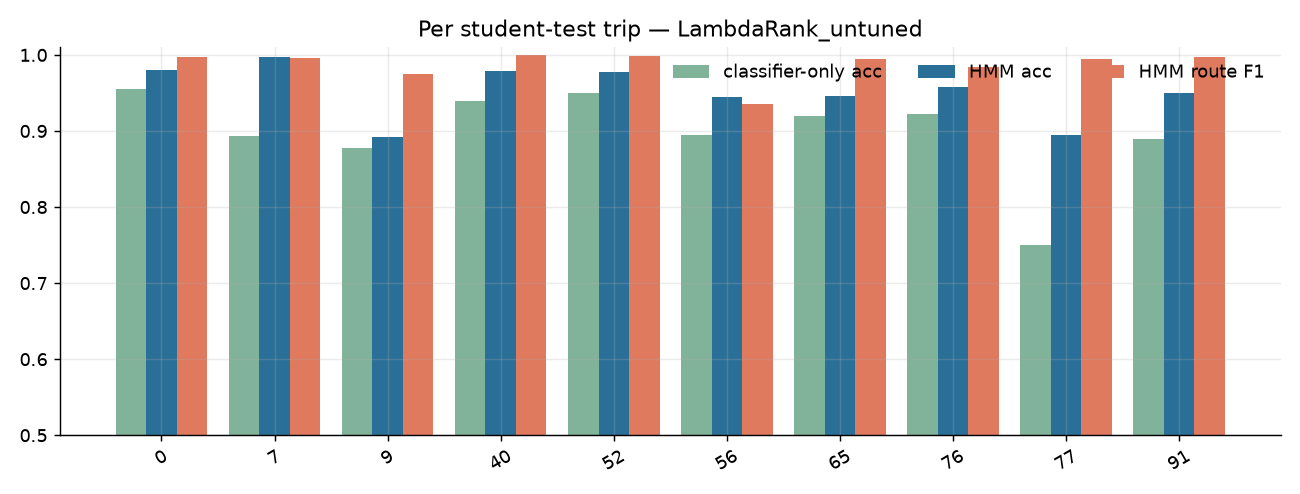 Per student-test trip — LambdaRank_untuned
classifier-only acc HMM acc HMM route F1
1.0
0.9
0.8
0.7
0.6
0.5
0 7 9 40 52 56 65 76 77 91